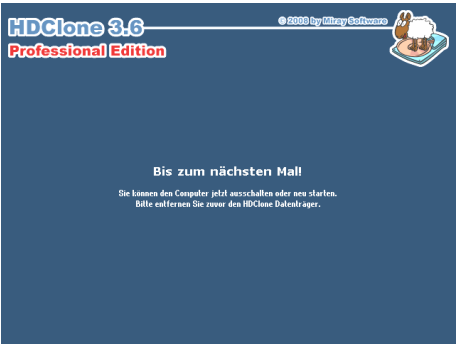 HDClone 3.6
© 2008 by Miray Software
Professional Edition
Bis zum nächsten Mal!
Sie können den Computer jetzt ausschalten oder neu starten.
Bitte entfernen Sie zuvor den HDClone Datenträger.